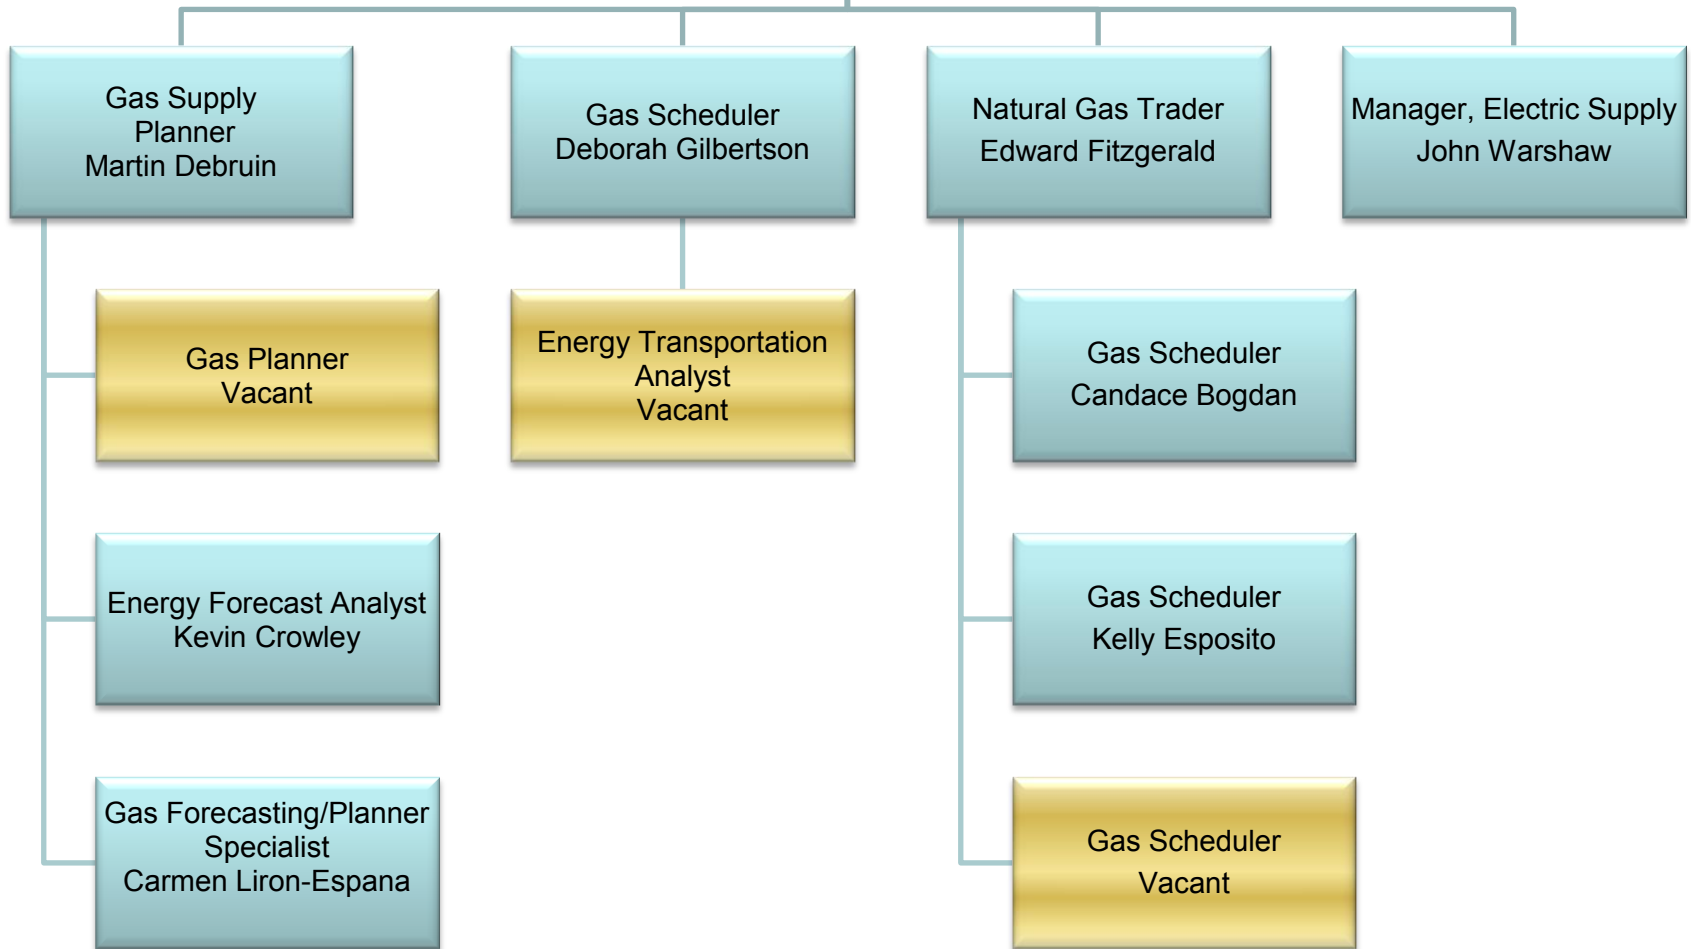 Gas Supply
Planner
Martin Debruin
Gas Scheduler
Deborah Gilbertson
Natural Gas Trader
Edward Fitzgerald
Manager, Electric Supply
John Warshaw
Gas Planner
Vacant
Energy Transportation
Analyst
Vacant
Gas Scheduler
Candace Bogdan
Energy Forecast Analyst
Kevin Crowley
Gas Scheduler
Kelly Esposito
Gas Forecasting/Planner
Specialist
Carmen Liron-Espana
Gas Scheduler
Vacant